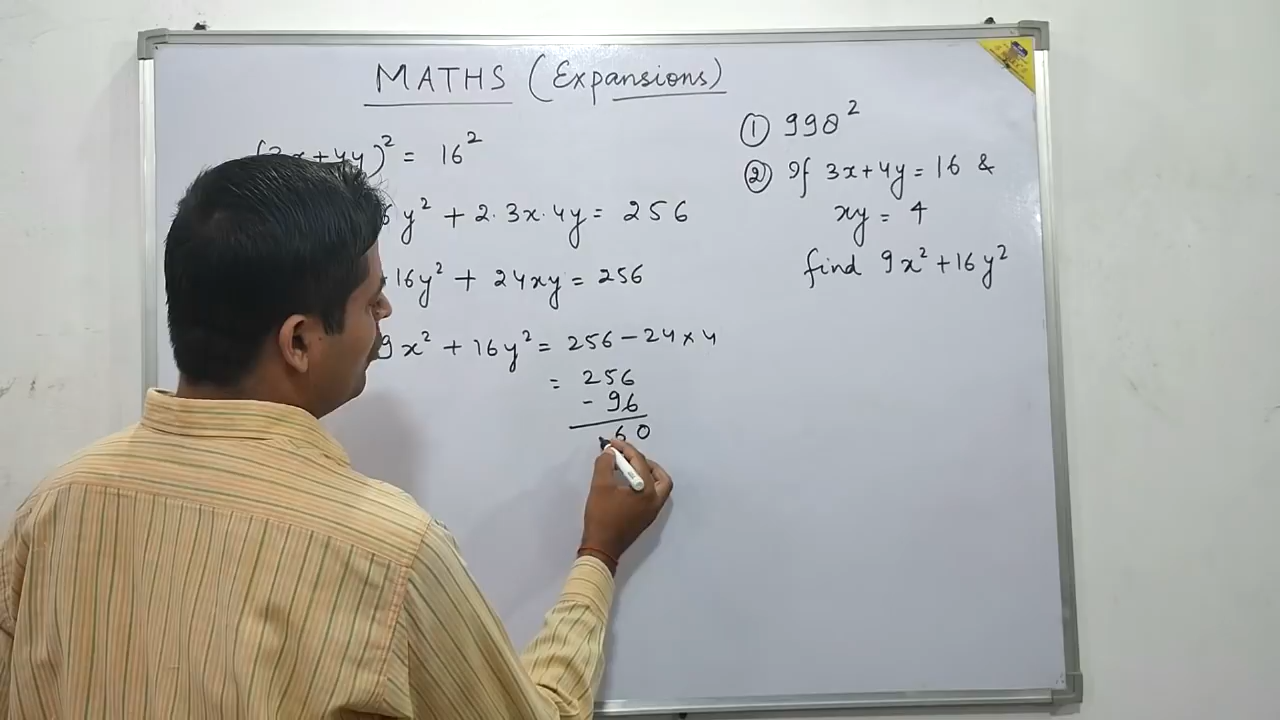 MATHS (Expansions)
(3x+4y)² = 16²
y² + 2·3x·4y = 256
16y² + 24xy = 256
9x² + 16y² = 256 − 24 × 4
= 256
− 96
60
① 998²
② If 3x+4y = 16 &
xy = 4
find 9x² + 16y²